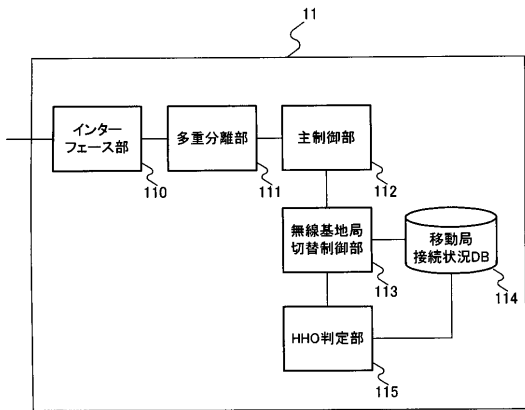 11
インター
フェース部
多重分離部
主制御部
110
111
112
無線基地局
切替制御部
移動局
接続状況DB
113
114
HHO判定部
115